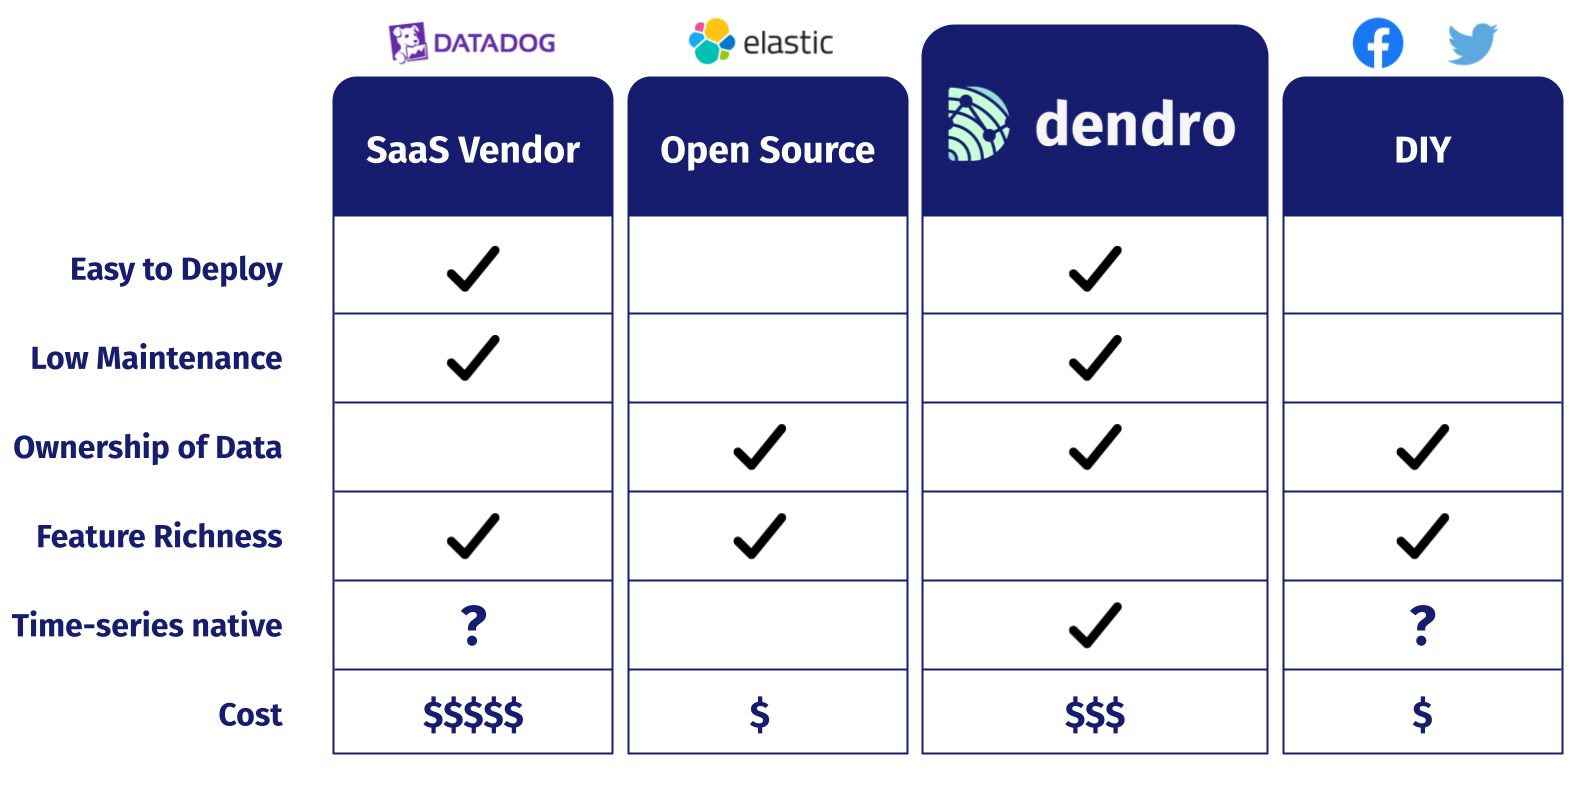 DATADOG
elastic
SaaS Vendor
Open Source
dendro
DIY
Easy to Deploy
Low Maintenance
Ownership of Data
Feature Richness
Time-series native ? ?
Cost $$$$$ $ $$$ $